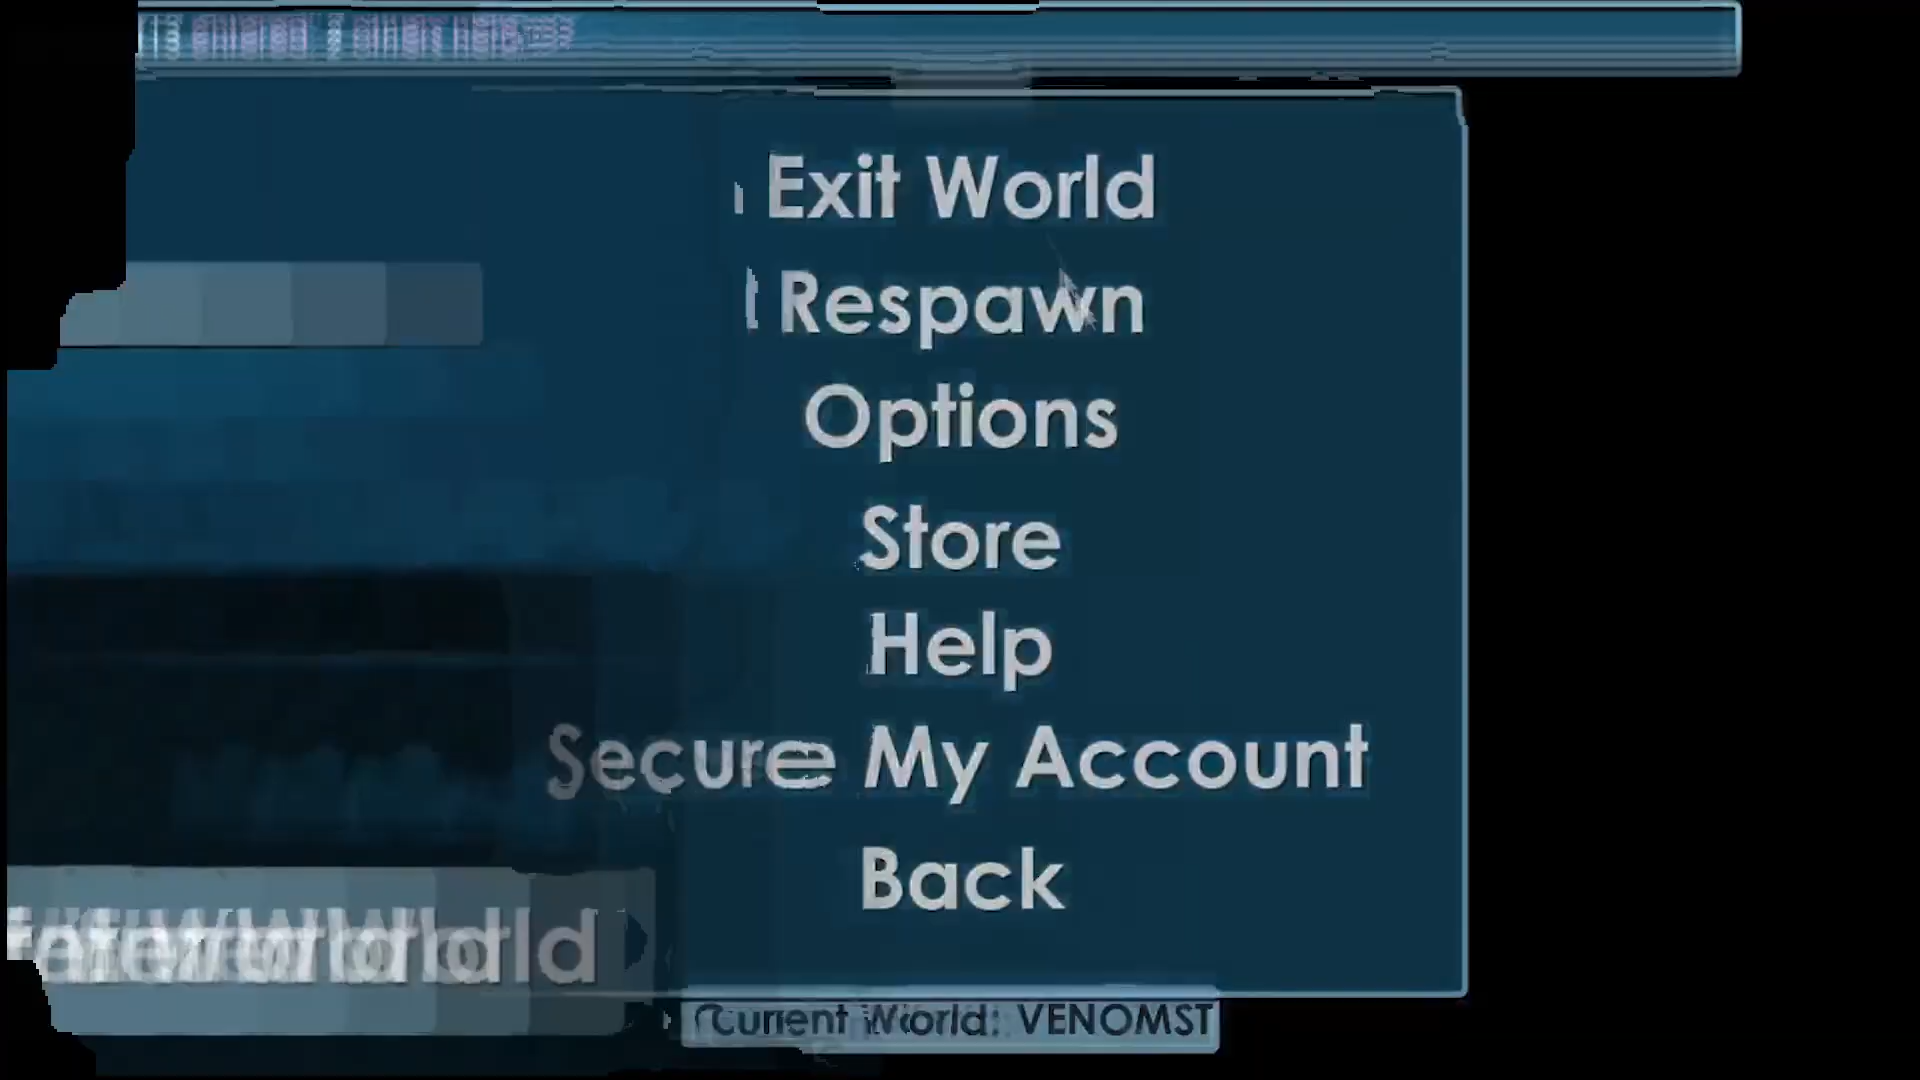 Exit World
Respawn
Options
Store
Help
Secure My Account
Back
Current World: VENOMST